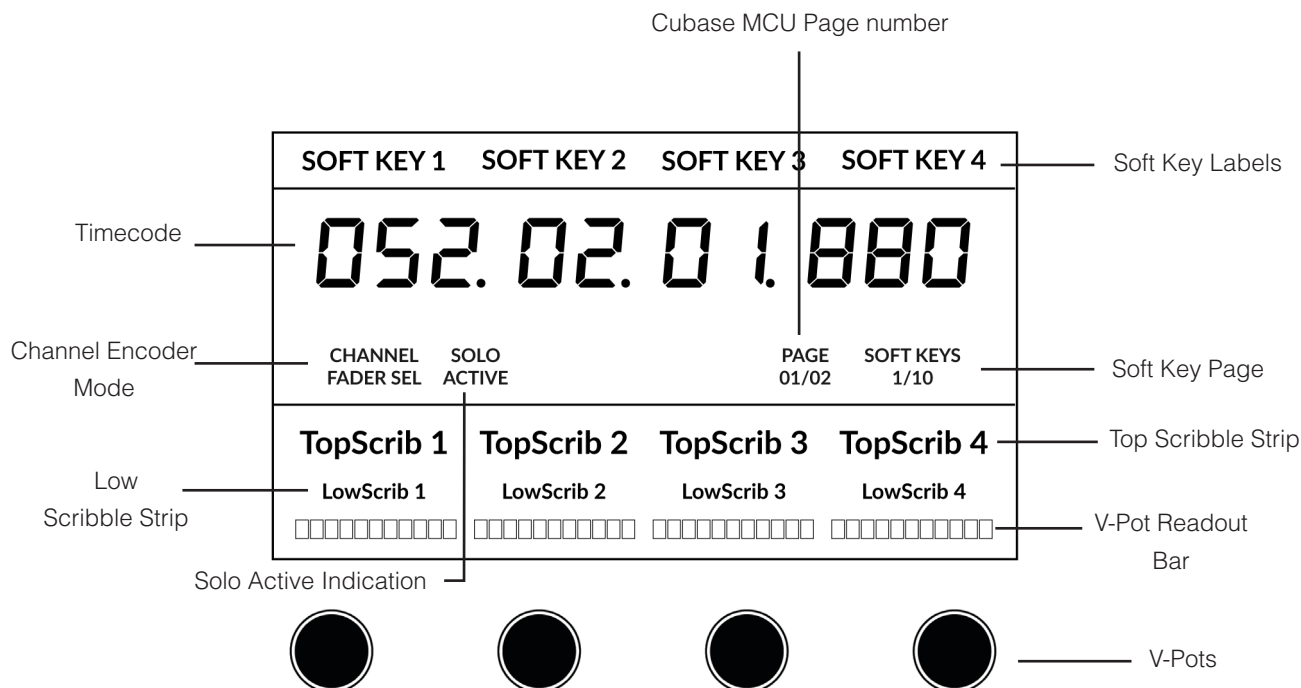 Cubase MCU Page number
SOFT KEY 1 SOFT KEY 2 SOFT KEY 3 SOFT KEY 4
Soft Key Labels
Timecode
052. 02. 01. 880
Channel Encoder
Mode
CHANNEL
FADER SEL
SOLO
ACTIVE
PAGE
01/02
SOFT KEYS
1/10
Soft Key Page
TopScrib 1 TopScrib 2 TopScrib 3 TopScrib 4
Top Scribble Strip
Low
Scribble Strip
LowScrib 1 LowScrib 2 LowScrib 3 LowScrib 4
V-Pot Readout
Bar
Solo Active Indication
V-Pots